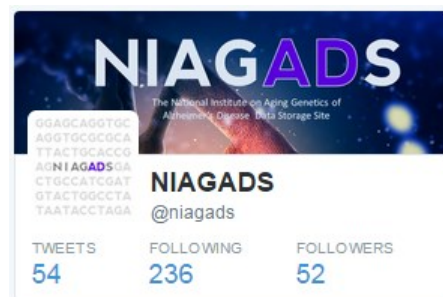 NIAGADS
The National Institute on Aging Genetics of
Alzheimer's Disease Data Storage Site
GGAGCAGGTGC
AGGTGCGCGCA
TTACTGCACCG
AGNIAGADSGA
CTGCCATCGAT
GTACTGGCCTA
TAATACCTAGA
NIAGADS
@niagads
TWEETS FOLLOWING FOLLOWERS
54 236 52